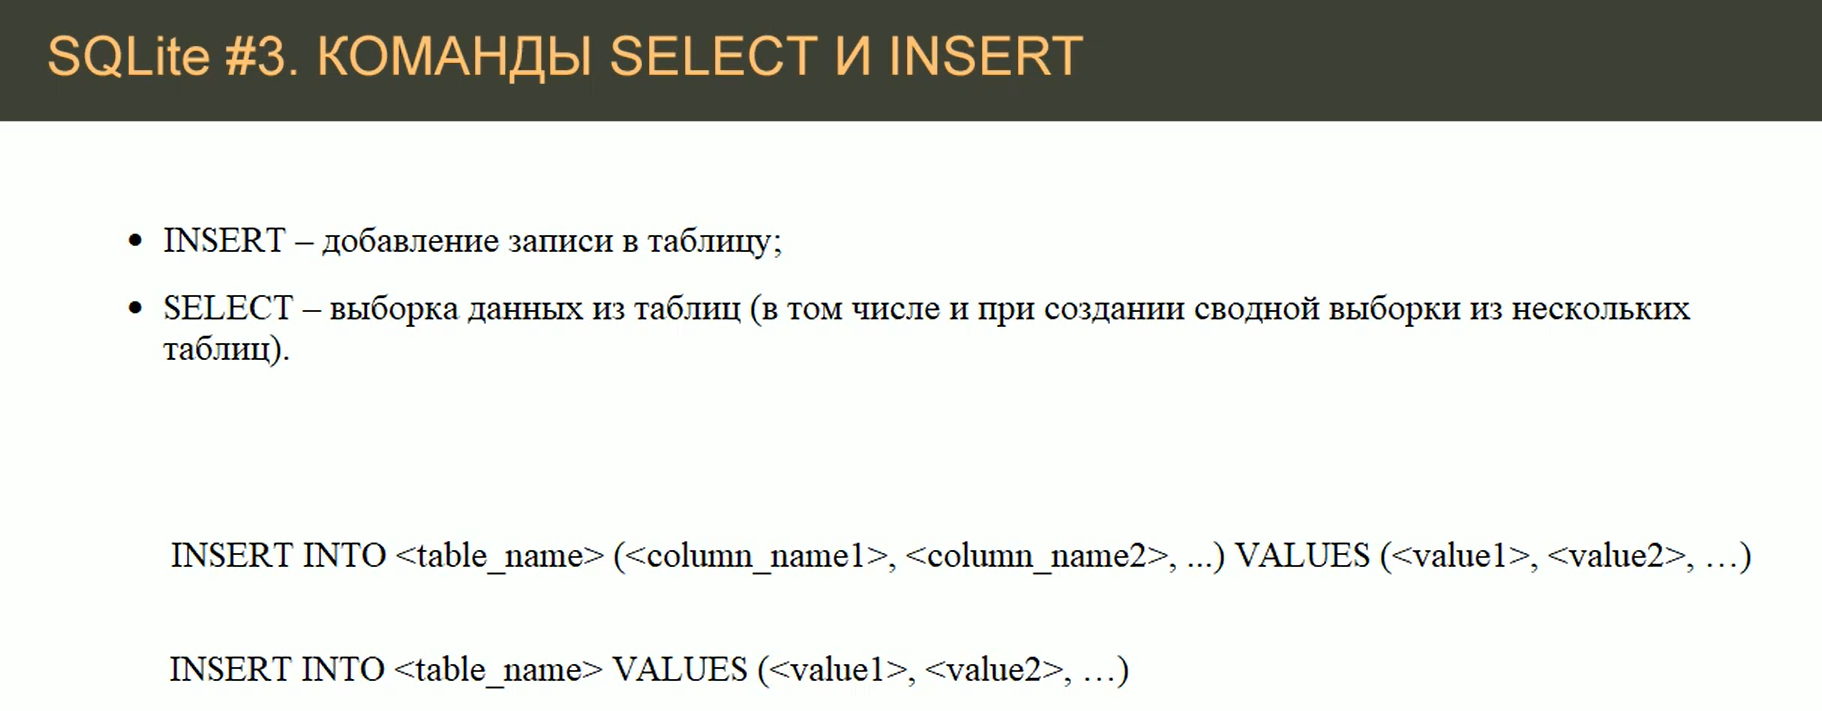 SQLite #3. КОМАНДЫ SELECT И INSERT
• INSERT – добавление записи в таблицу;
• SELECT – выборка данных из таблиц (в том числе и при создании сводной выборки из нескольких
таблиц).
INSERT INTO <table_name> (<column_name1>, <column_name2>, ...) VALUES (<value1>, <value2>, …)
INSERT INTO <table_name> VALUES (<value1>, <value2>, …)